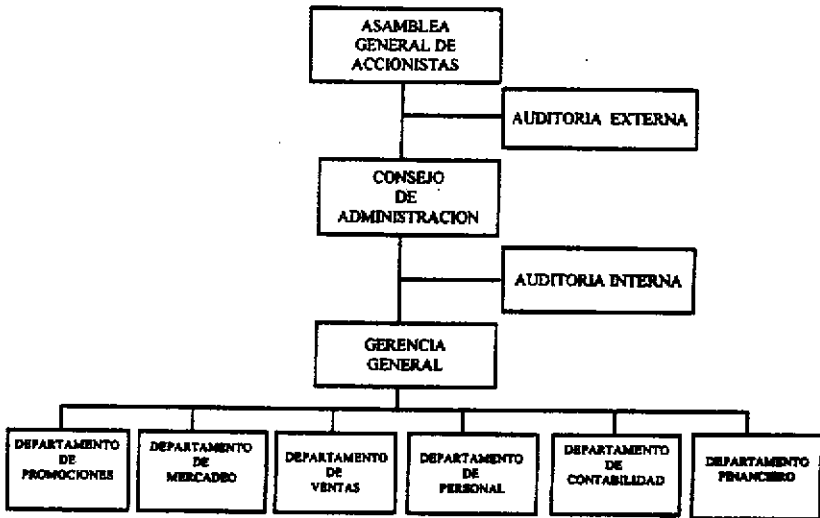 ASAMBLEA
GENERAL DE
ACCIONISTAS
AUDITORIA EXTERNA
CONSEJO
DE
ADMINISTRACION
AUDITORIA INTERNA
GERENCIA
GENERAL
DEPARTAMENTO
DE
PROMOCIONES
DEPARTAMENTO
DE
MERCADEO
DEPARTAMENTO
DE
VENTAS
DEPARTAMENTO
DE
PERSONAL
DEPARTAMENTO
DE
CONTABILIDAD
DEPARTAMENTO
FINANCIERO